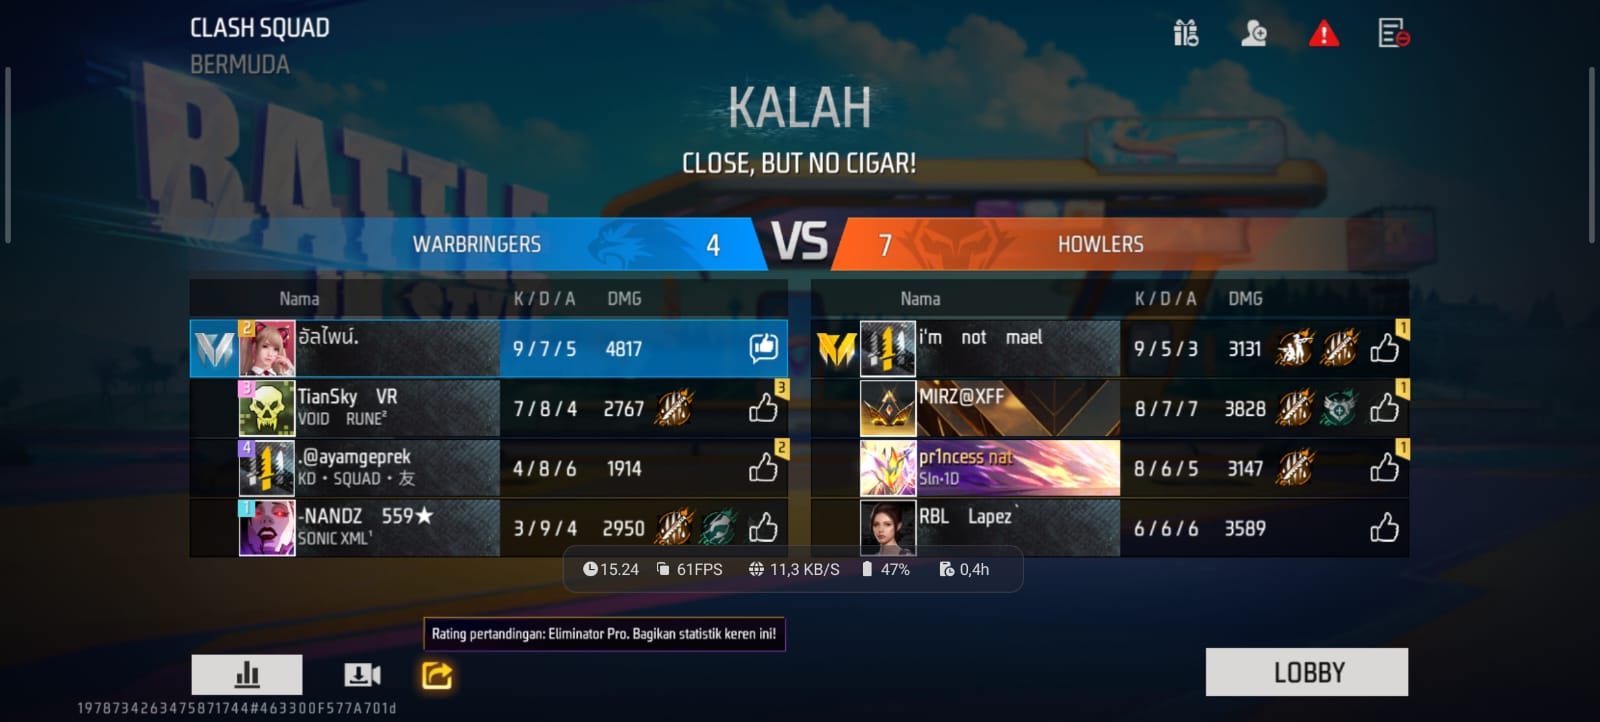 CLASH SQUAD
BERMUDA
KALAH
CLOSE, BUT NO CIGAR!
WARBRINGERS 4 VS 7 HOWLERS
Nama K / D / A DMG
2 อัลไพน์. 9 / 7 / 5 4817
3 TianSky VR 7 / 8 / 4 2767 3
VOID RUNE²
4 .@ayamgeprek 4 / 8 / 6 1914 2
KD • SQUAD • 友
1 -NANDZ 559★ 3 / 9 / 4 2950
SONIC XML¹
Nama K / D / A DMG
i'm not mael 9 / 5 / 3 3131 1
MIRZ@XFF 8 / 7 / 7 3828 1
pr1ncess nat 8 / 6 / 5 3147 1
Sln•1D
RBL Lapez` 6 / 6 / 6 3589
15.24 61FPS 11,3 KB/S 47% 0,4h
Rating pertandingan: Eliminator Pro. Bagikan statistik keren ini!
LOBBY
1978734263475871744#463300F577A701d
BATTLE